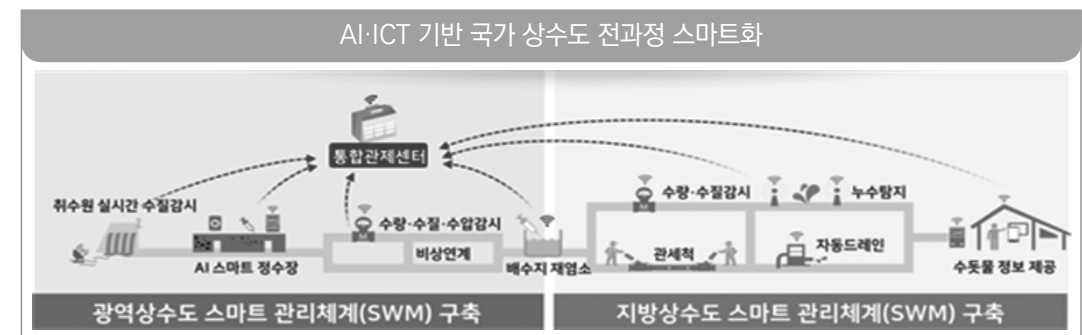 AI·ICT 기반 국가 상수도 전과정 스마트화
통합관제센터
취수원 실시간 수질감시
AI 스마트 정수장
수량·수질·수압감시
비상연계
배수지 재염소
수량·수질감시
누수탐지
관세척
자동드레인
수돗물 정보 제공
광역상수도 스마트 관리체계(SWM) 구축
지방상수도 스마트 관리체계(SWM) 구축